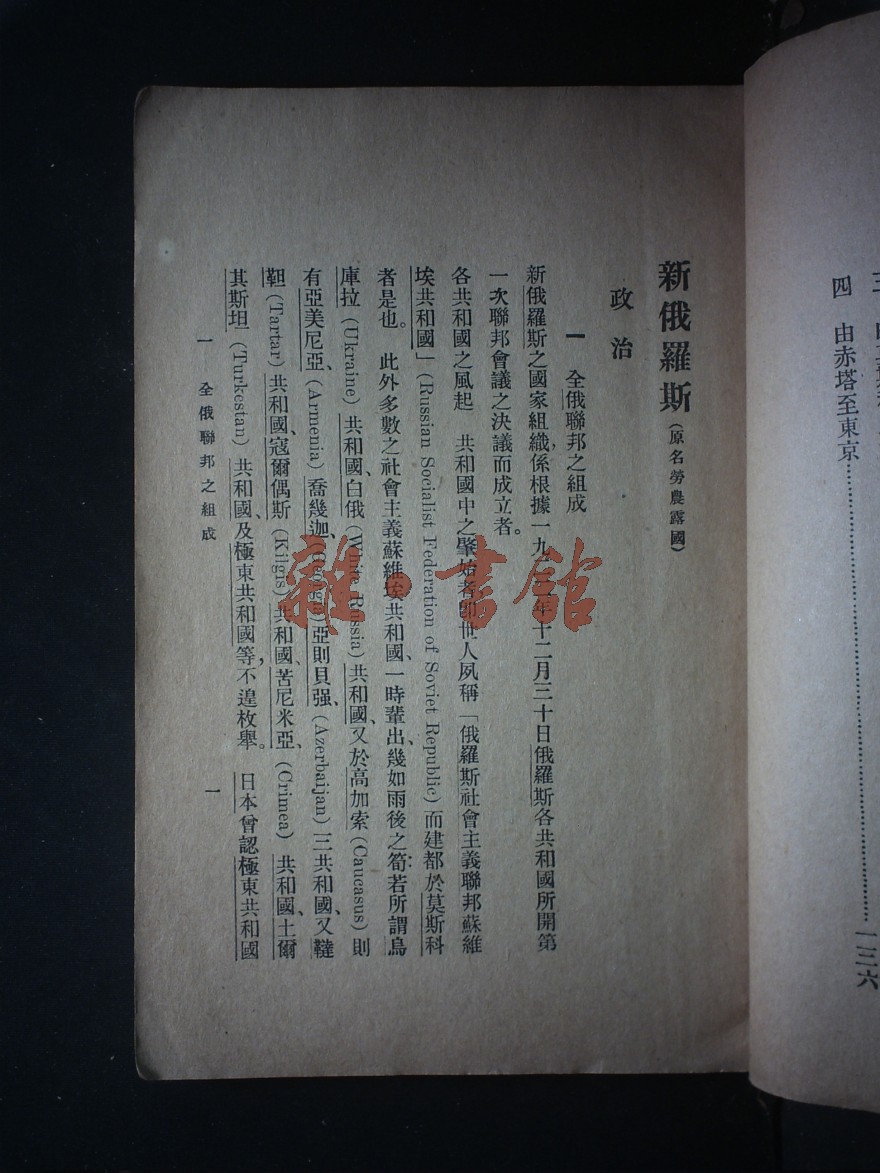 四 由赤塔至東京……………………一三六
新俄羅斯(原名勞農露國)
政治
一 全俄聯邦之組成
新俄羅斯之國家組織,係根據一九 年十二月三十日俄羅斯各共和國所開第
一次聯邦會議之決議而成立者。
各共和國之風起 共和國中之肇始者卽世人夙稱「俄羅斯社會主義聯邦蘇維
埃共和國」(Russian Socialist Federation of Soviet Republic)而建都於莫斯科
者是也。 此外多數之社會主義蘇維埃共和國、一時輩出、幾如雨後之筍若所謂烏
庫拉(Ukraine)共和國、白俄(White Russia)共和國、又於高加索(Caucasus)則
有亞美尼亞、(Armenia)喬幾迦、 亞則貝强、(Azerbaijan)三共和國、又韃
靼(Tartar)共和國、寇爾偶斯(Kilgis)共和國、苦尼米亞、(Crimea)共和國、土爾
其斯坦(Turkestan)共和國、及極東共和國等,不遑枚舉。 日本曾認極東共和國
一 全俄聯邦之組成
一
雜·書館